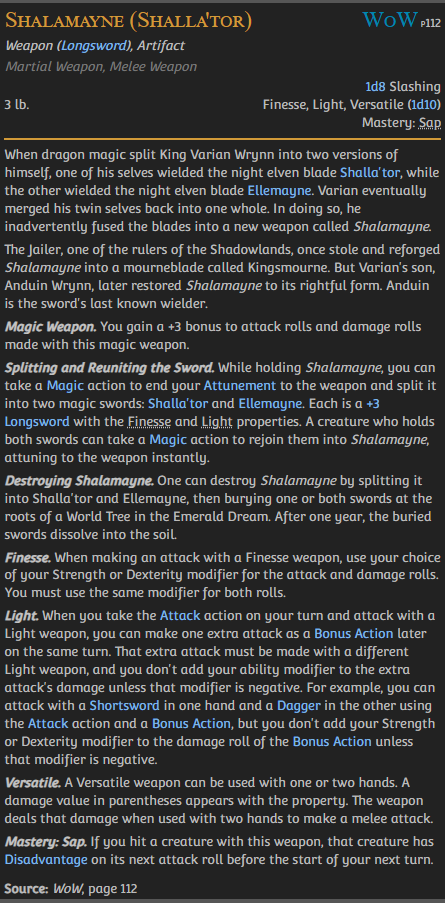 Shalamayne (Shalla'tor) WoW P112
Weapon (Longsword), Artifact
Martial Weapon, Melee Weapon
1d8 Slashing
3 lb. Finesse, Light, Versatile (1d10)
Mastery: Sap
When dragon magic split King Varian Wrynn into two versions of
himself, one of his selves wielded the night elven blade Shalla'tor, while
the other wielded the night elven blade Ellemayne. Varian eventually
merged his twin selves back into one whole. In doing so, he
inadvertently fused the blades into a new weapon called Shalamayne.
The Jailer, one of the rulers of the Shadowlands, once stole and reforged
Shalamayne into a mourneblade called Kingsmourne. But Varian's son,
Anduin Wrynn, later restored Shalamayne to its rightful form. Anduin
is the sword's last known wielder.
Magic Weapon. You gain a +3 bonus to attack rolls and damage rolls
made with this magic weapon.
Splitting and Reuniting the Sword. While holding Shalamayne, you can
take a Magic action to end your Attunement to the weapon and split it
into two magic swords: Shalla'tor and Ellemayne. Each is a +3
Longsword with the Finesse and Light properties. A creature who holds
both swords can take a Magic action to rejoin them into Shalamayne,
attuning to the weapon instantly.
Destroying Shalamayne. One can destroy Shalamayne by splitting it
into Shalla'tor and Ellemayne, then burying one or both swords at the
roots of a World Tree in the Emerald Dream. After one year, the buried
swords dissolve into the soil.
Finesse. When making an attack with a Finesse weapon, use your choice
of your Strength or Dexterity modifier for the attack and damage rolls.
You must use the same modifier for both rolls.
Light. When you take the Attack action on your turn and attack with a
Light weapon, you can make one extra attack as a Bonus Action later
on the same turn. That extra attack must be made with a different
Light weapon, and you don't add your ability modifier to the extra
attack's damage unless that modifier is negative. For example, you can
attack with a Shortsword in one hand and a Dagger in the other using
the Attack action and a Bonus Action, but you don't add your Strength
or Dexterity modifier to the damage roll of the Bonus Action unless
that modifier is negative.
Versatile. A Versatile weapon can be used with one or two hands. A
damage value in parentheses appears with the property. The weapon
deals that damage when used with two hands to make a melee attack.
Mastery: Sap. If you hit a creature with this weapon, that creature has
Disadvantage on its next attack roll before the start of your next turn.
Source: WoW, page 112